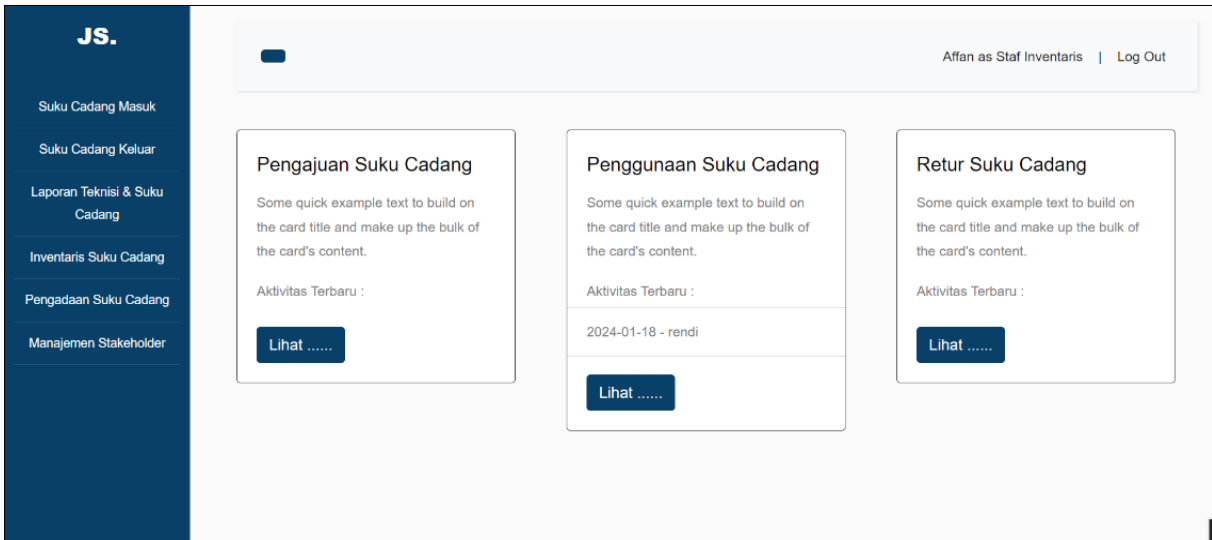 JS.
Suku Cadang Masuk
Suku Cadang Keluar
Laporan Teknisi & Suku
Cadang
Inventaris Suku Cadang
Pengadaan Suku Cadang
Manajemen Stakeholder
Affan as Staf Inventaris | Log Out
Pengajuan Suku Cadang
Some quick example text to build on
the card title and make up the bulk of
the card's content.
Aktivitas Terbaru :
Lihat ......
Penggunaan Suku Cadang
Some quick example text to build on
the card title and make up the bulk of
the card's content.
Aktivitas Terbaru :
2024-01-18 - rendi
Lihat ......
Retur Suku Cadang
Some quick example text to build on
the card title and make up the bulk of
the card's content.
Aktivitas Terbaru :
Lihat ......